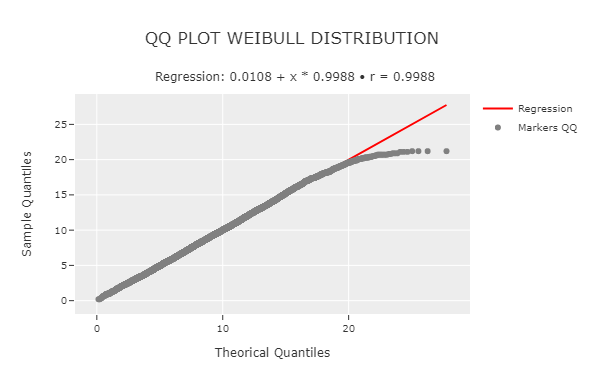 QQ PLOT WEIBULL DISTRIBUTION
Regression: 0.0108 + x * 0.9988 • r = 0.9988
Regression
Markers QQ
Sample Quantiles
25
20
15
10
5
0
0 10 20
Theorical Quantiles